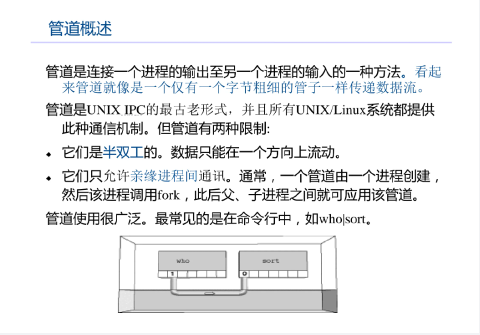 管道概述
管道是连接一个进程的输出至另一个进程的输入的一种方法。看起
来管道就像是一个仅有一个字节粗细的管子一样传递数据流。
管道是UNIX IPC的最古老形式，并且所有UNIX/Linux系统都提供
此种通信机制。但管道有两种限制:
它们是半双工的。数据只能在一个方向上流动。
它们只允许亲缘进程间通讯。通常，一个管道由一个进程创建，
然后该进程调用fork，此后父、子进程之间就可应用该管道。
管道使用很广泛。最常见的是在命令行中，如who|sort。
who sort
1 0